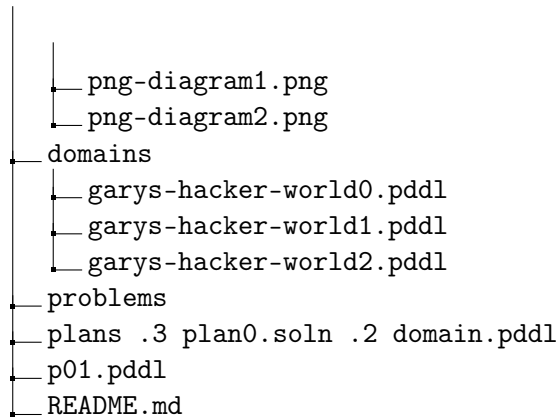 png-diagram1.png
png-diagram2.png
domains
garys-hacker-world0.pddl
garys-hacker-world1.pddl
garys-hacker-world2.pddl
problems
plans .3 plan0.soln .2 domain.pddl
p01.pddl
README.md